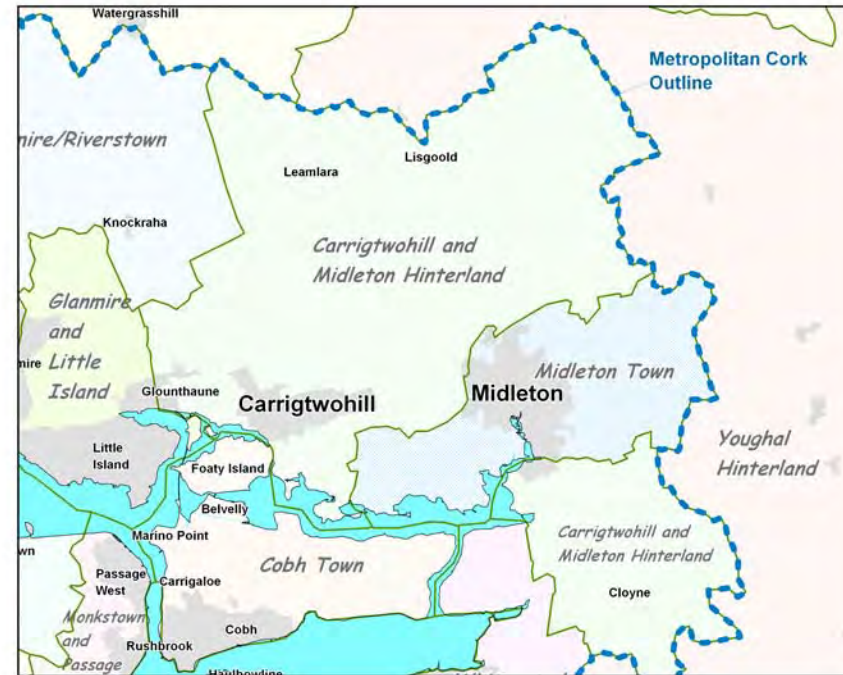 Watergrasshill
Metropolitan Cork
Outline
nire/Riverstown
Lisgoold
Leamlara
Knockraha
Carrigtwohill and
Midleton Hinterland
Glanmire
and
Little
Island
nire
Midleton Town
Glounthaune
Carrigtwohill
Midleton
Youghal
Hinterland
Little
Island
Foaty Island
Belvelly
Carrigtwohill and
Midleton Hinterland
Marino Point
wn
Cobh Town
Passage
West
Carrigaloe
Cloyne
Monkstown
and
Passage
Cobh
Rushbrook
Haulbowline